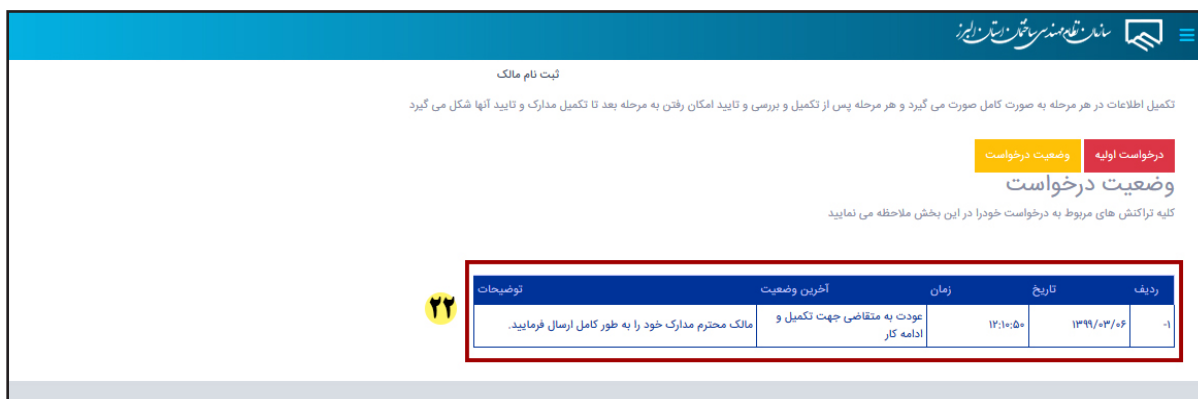 سازمان نظام مهندسی ساختمان استان البرز
ثبت نام مالک
تکمیل اطلاعات در هر مرحله به صورت کامل صورت می گیرد و هر مرحله پس از تکمیل و بررسی و تایید امکان رفتن به مرحله بعد تا تکمیل مدارک و تایید آنها شکل می گیرد
درخواست اولیه وضعیت درخواست
وضعیت درخواست
کلیه تراکنش های مربوط به درخواست خودرا در این بخش ملاحظه می نمایید
ردیف تاریخ زمان آخرین وضعیت توضیحات
۱- ۱۳۹۹/۰۳/۰۶ ۱۲:۱۰:۵۰ عودت به متقاضی جهت تکمیل و مالک محترم مدارک خود را به طور کامل ارسال فرمایید.
ادامه کار
۲۲